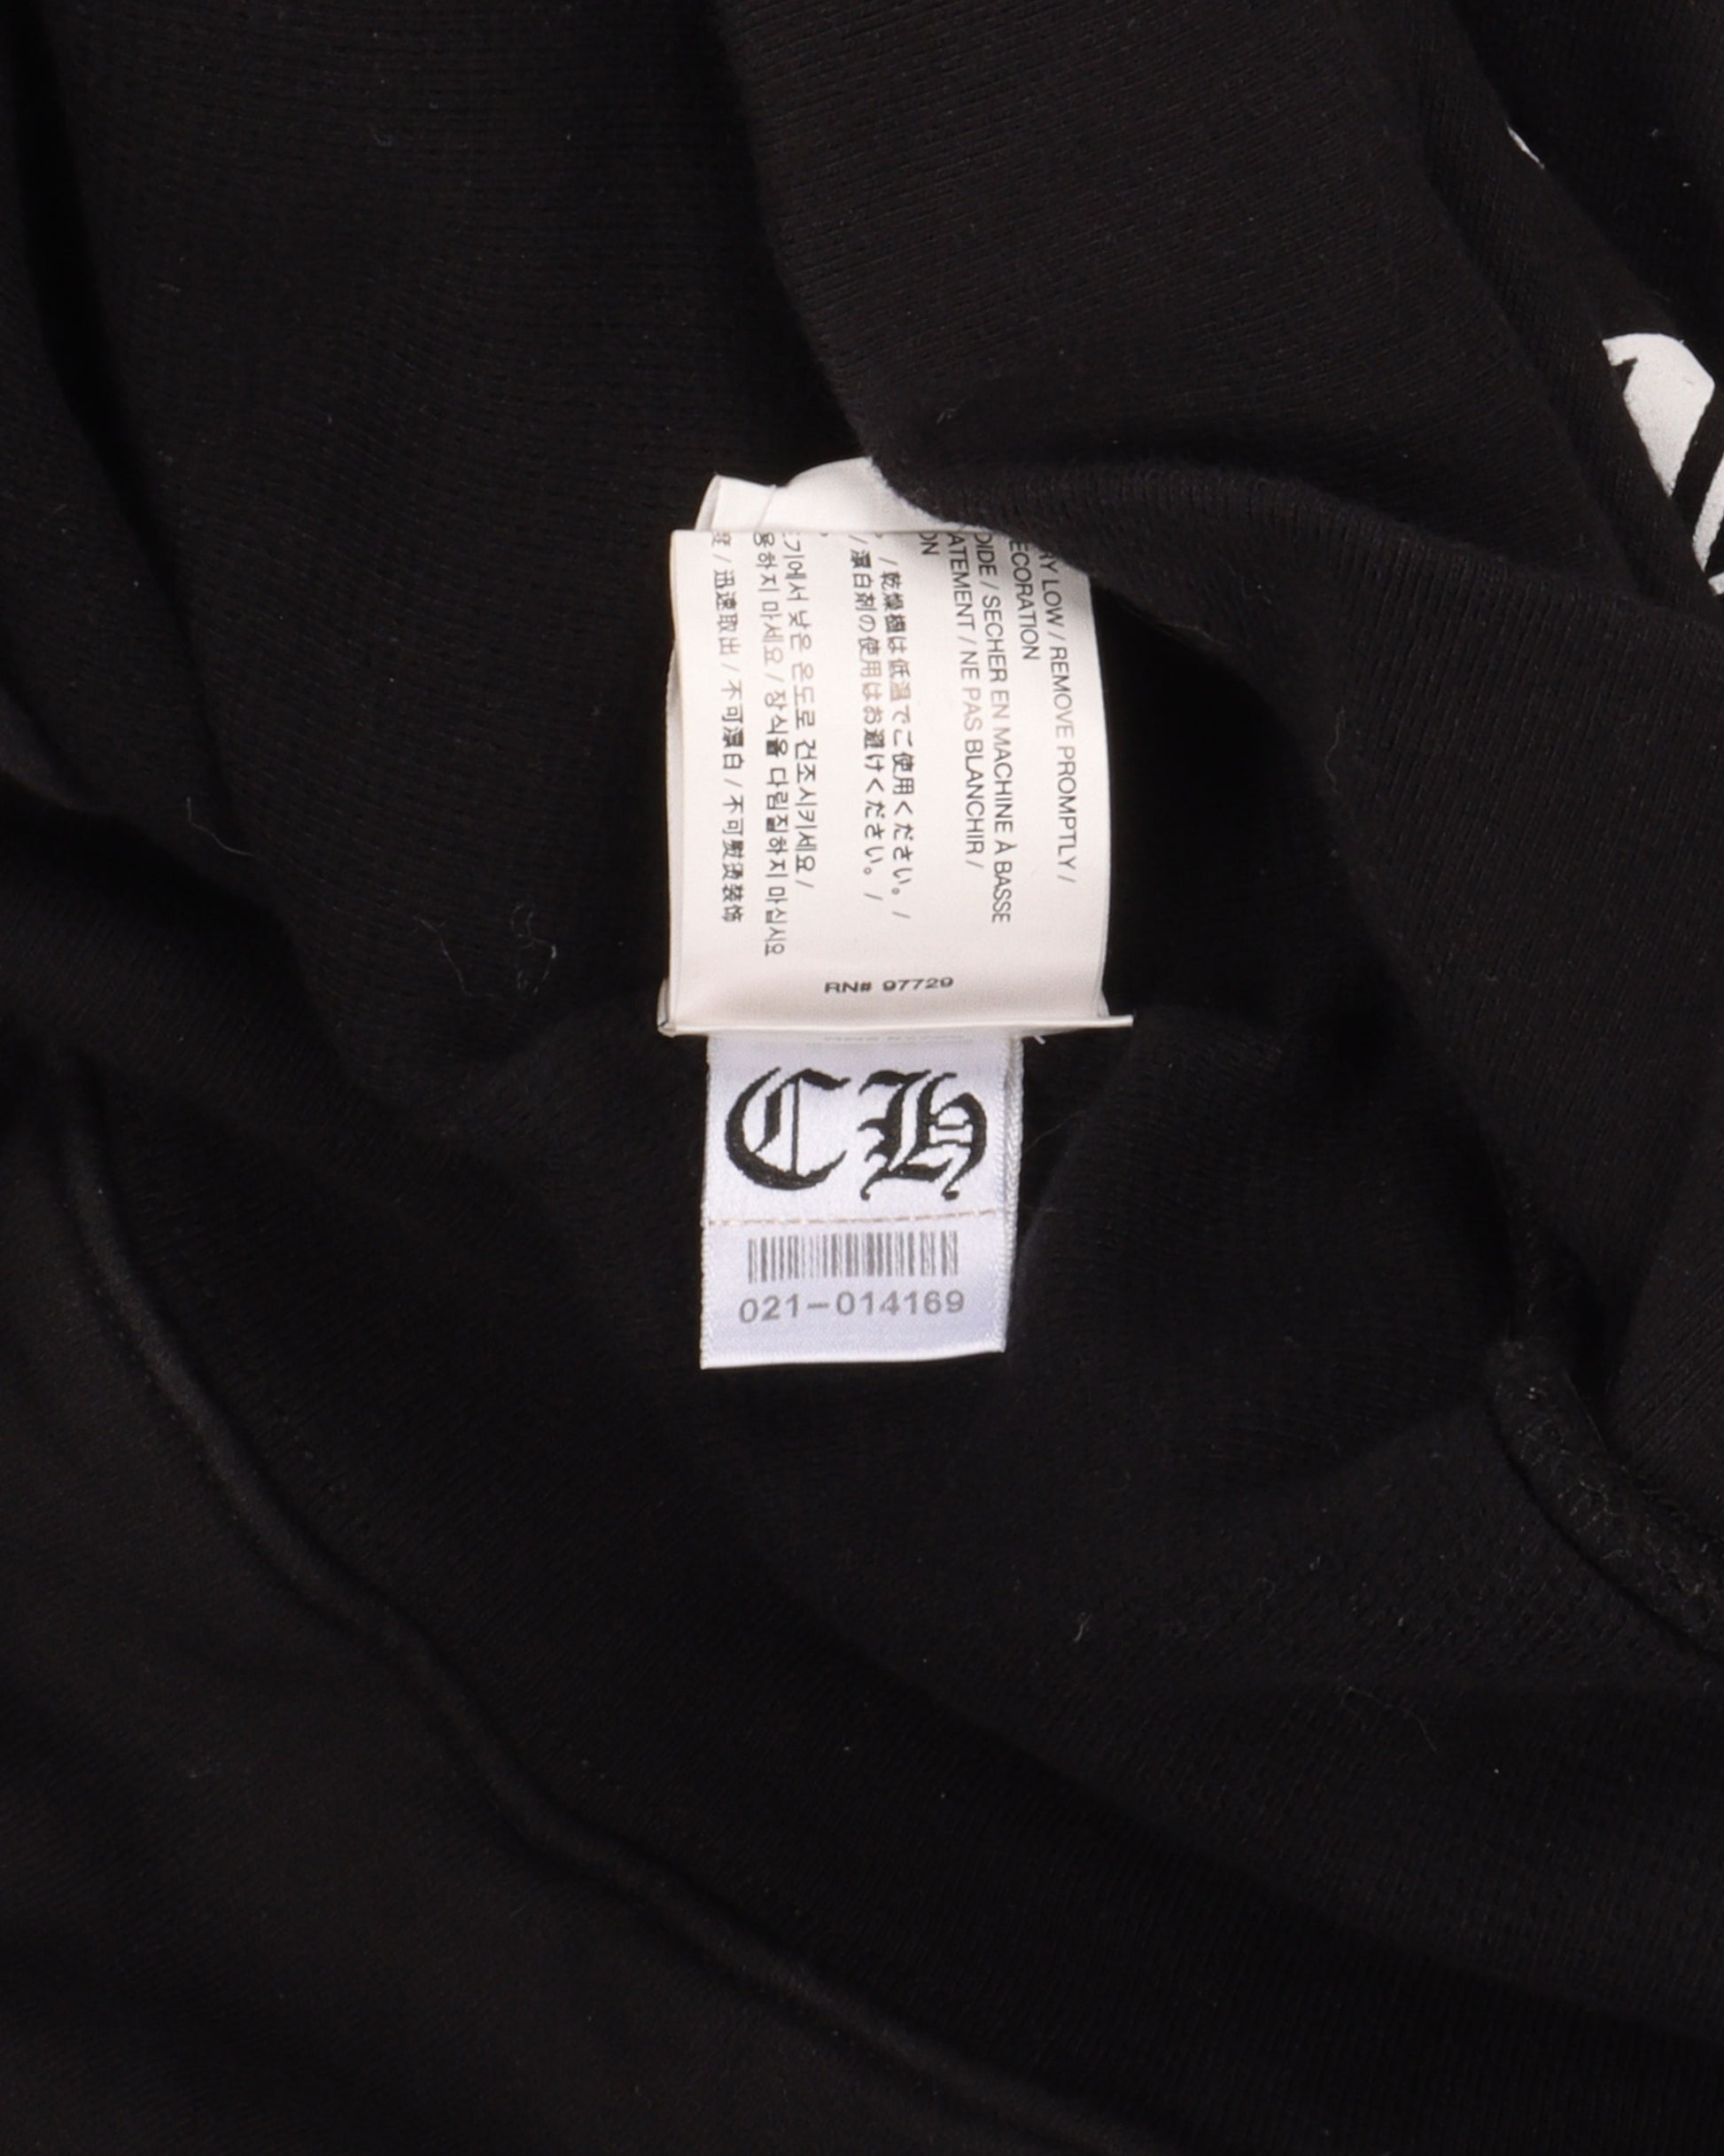 RY LOW / REMOVE PROMPTLY /
ECORATION
OIDE / SECHER EN MACHINE À BASSE
ATEMENT / NE PAS BLANCHIR /
ON
/ 乾燥機は低温でご使用ください。 /
/ 漂白剤の使用はお避けください。 /
기에서 낮은 온도로 건조시키세요 /
용하지 마세요 / 장식을 다림질하지 마십시요
度 / 迅速取出 / 不可漂白 / 不可熨烫装饰
RN# 97729
CH
021-014169